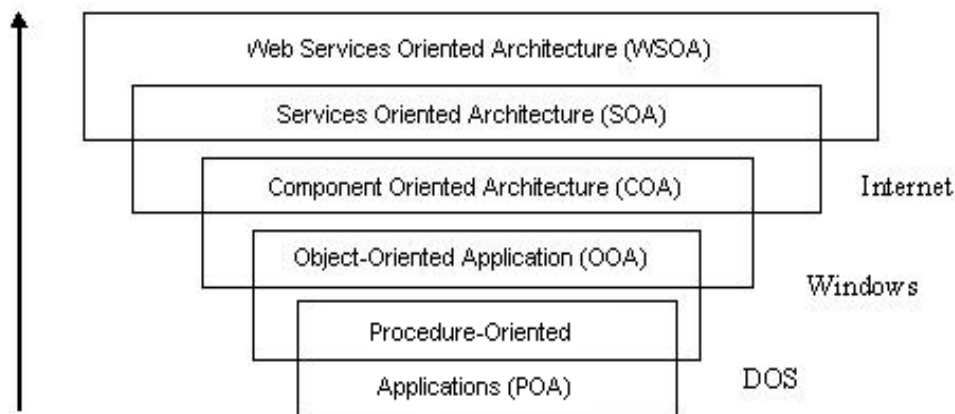 Web Services Oriented Architecture (WSOA)
Services Oriented Architecture (SOA)
Component Oriented Architecture (COA)
Internet
Object-Oriented Application (OOA)
Windows
Procedure-Oriented
Applications (POA)
DOS